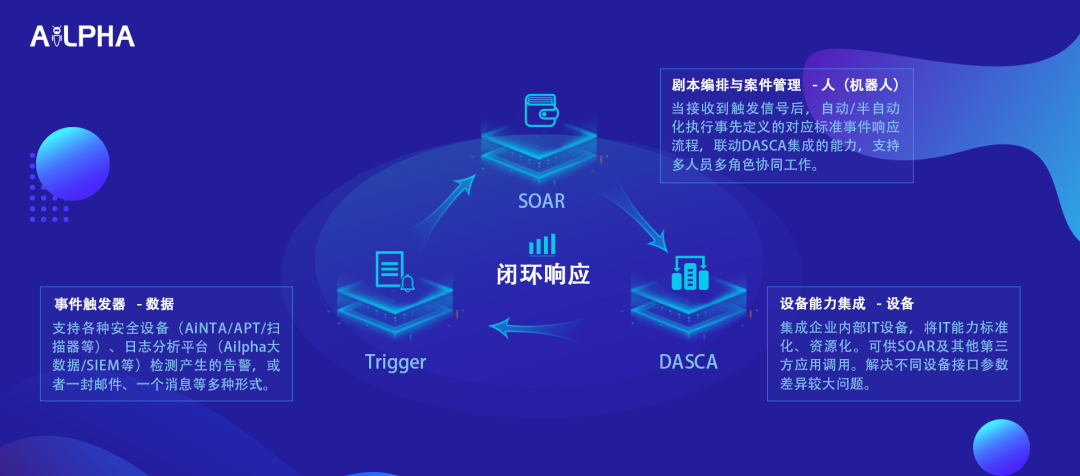 AiLPHA
剧本编排与案件管理 - 人（机器人）
当接收到触发信号后，自动/半自动
化执行事先定义的对应标准事件响应
流程，联动DASCA集成的能力，支持
多人员多角色协同工作。
SOAR
闭环响应
事件触发器 - 数据
支持各种安全设备（AiNTA/APT/扫
描器等）、日志分析平台（Ailpha大
数据/SIEM等）检测产生的告警，或
者一封邮件、一个消息等多种形式。
Trigger
DASCA
设备能力集成 - 设备
集成企业内部IT设备，将IT能力标准
化、资源化。可供SOAR及其他第三
方应用调用。解决不同设备接口参数
差异较大问题。